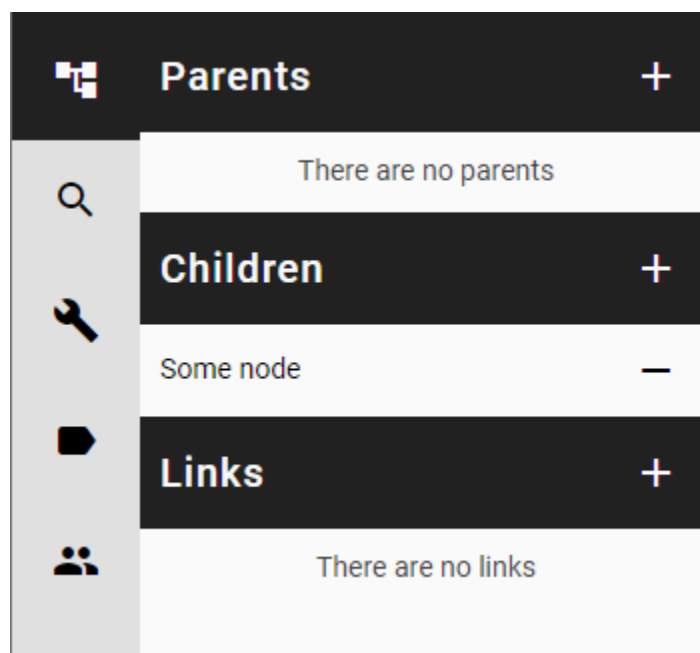 Parents
There are no parents
Children
Some node
Links
There are no links